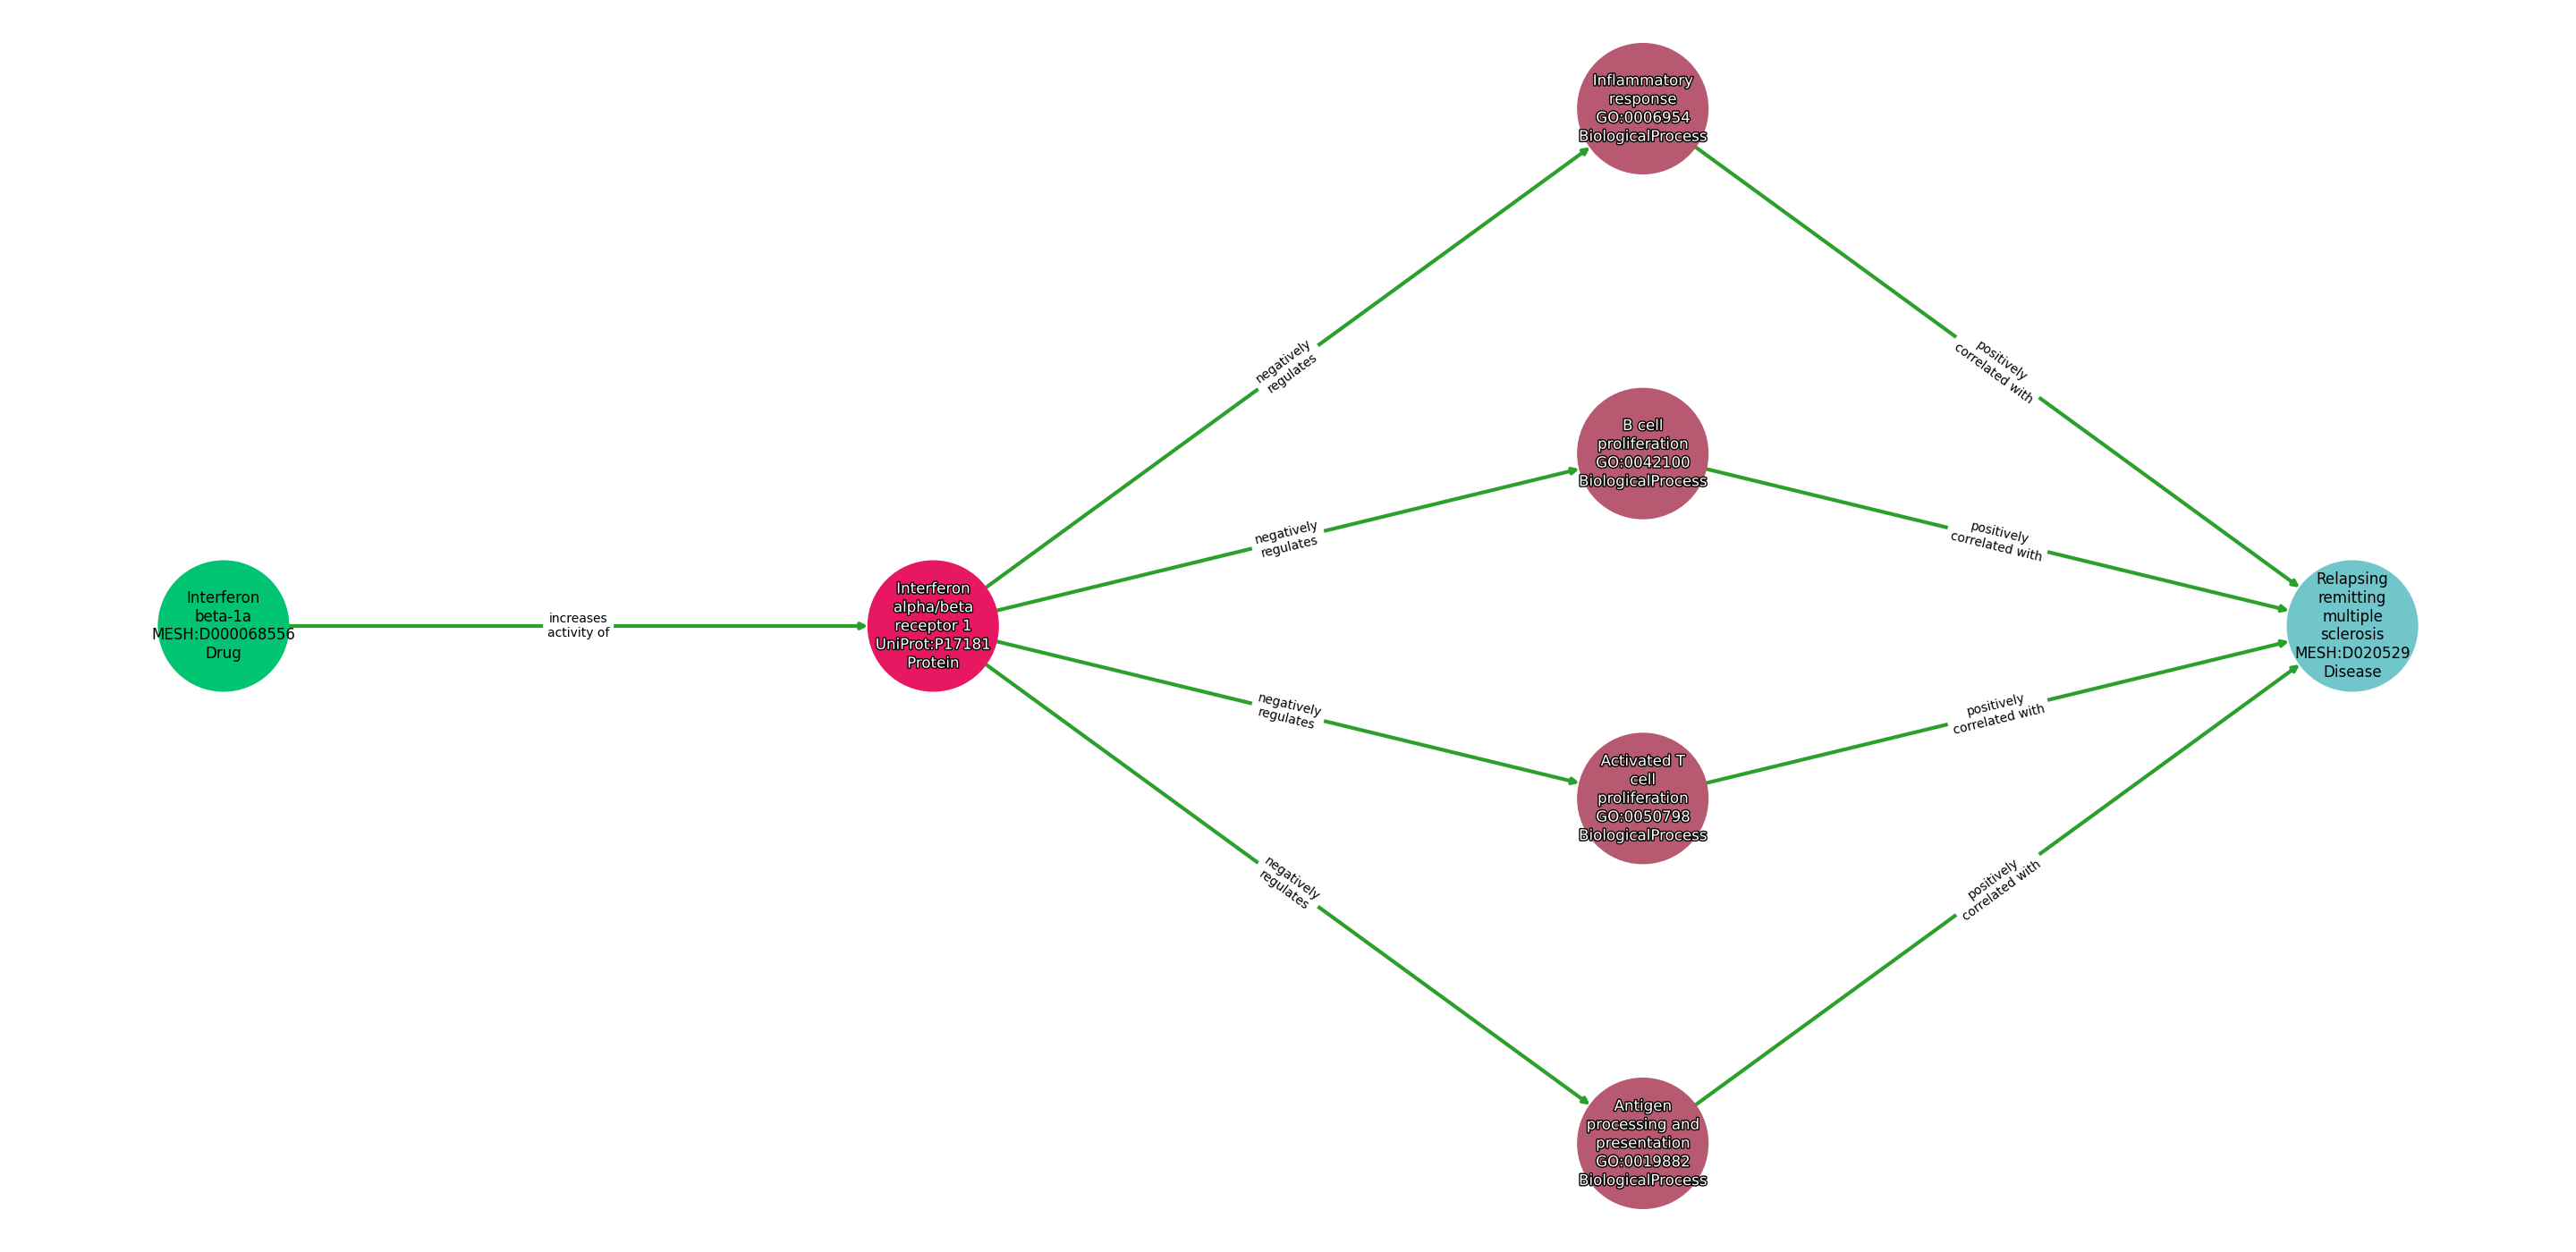 Inflammatory
response
GO:0006954
BiologicalProcess
negatively
regulates
positively
correlated with
B cell
proliferation
GO:0042100
BiologicalProcess
negatively
regulates
positively
correlated with
Interferon
beta-1a
MESH:D000068556
Drug
increases
activity of
Interferon
alpha/beta
receptor 1
UniProt:P17181
Protein
Relapsing
remitting
multiple
sclerosis
MESH:D020529
Disease
negatively
regulates
positively
correlated with
Activated T
cell
proliferation
GO:0050798
BiologicalProcess
negatively
regulates
positively
correlated with
Antigen
processing and
presentation
GO:0019882
BiologicalProcess